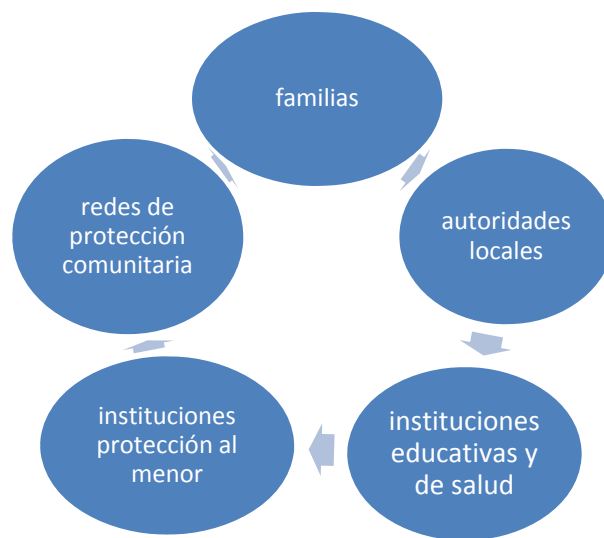 familias
autoridades
locales
instituciones
educativas y
de salud
instituciones
protección al
menor
redes de
protección
comunitaria